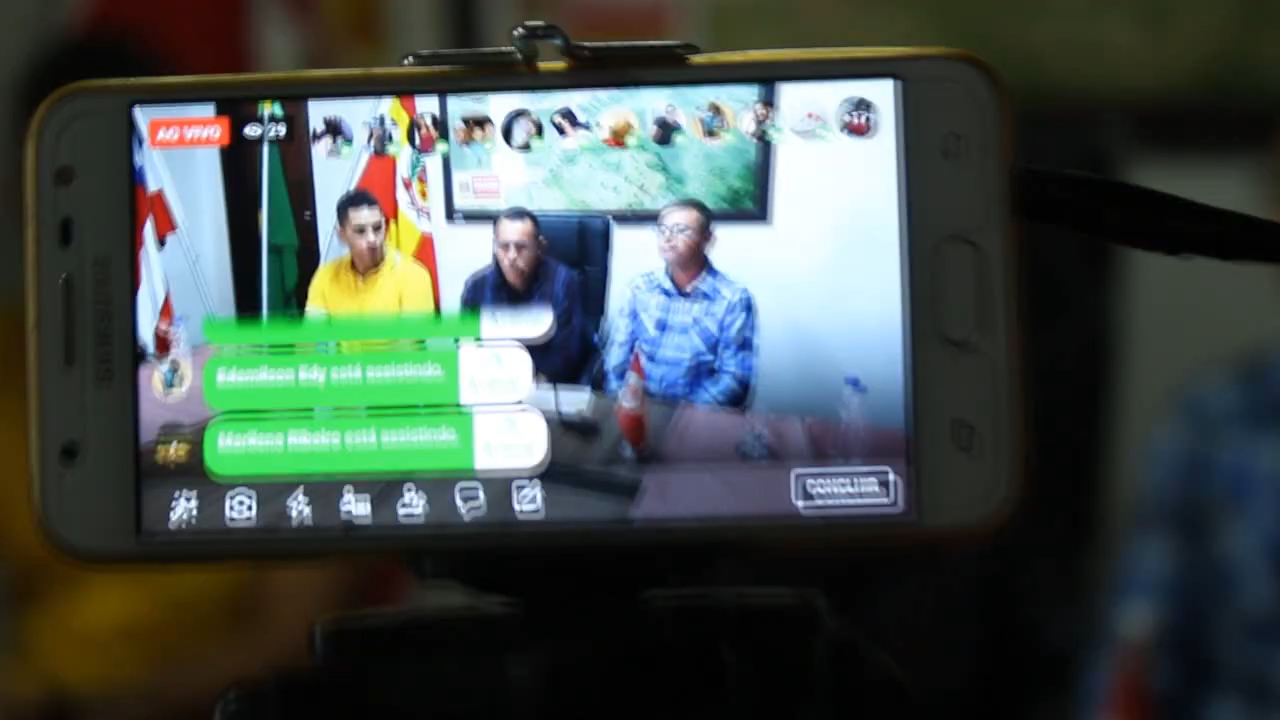 AO VIVO 29
Edemilson Edy está assistindo.
Marilene Ribeiro está assistindo.
CONCLUIR
SAMSUNG